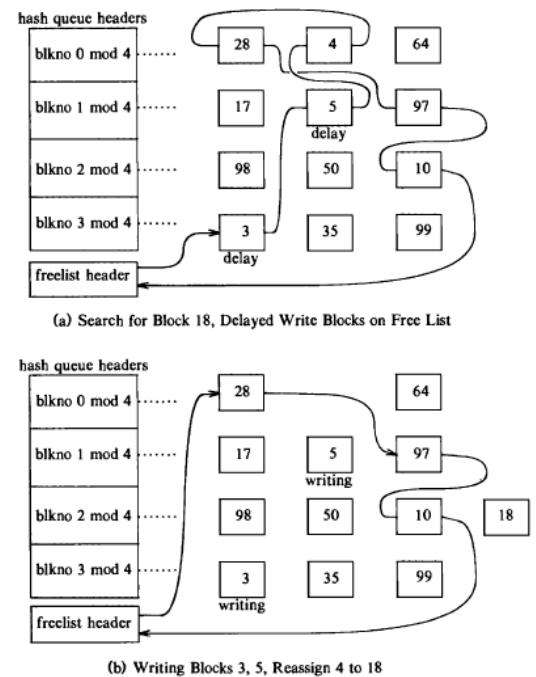 hash queue headers
blkno 0 mod 4 ...... 28 4 64
blkno 1 mod 4 ...... 17 5 97
delay
blkno 2 mod 4 ...... 98 50 10
blkno 3 mod 4 ...... 3 35 99
delay
freelist header
(a) Search for Block 18, Delayed Write Blocks on Free List
hash queue headers
blkno 0 mod 4 ...... 28 64
blkno 1 mod 4 ...... 17 5 97
writing
blkno 2 mod 4 ...... 98 50 10 18
blkno 3 mod 4 ...... 3 35 99
writing
freelist header
(b) Writing Blocks 3, 5, Reassign 4 to 18